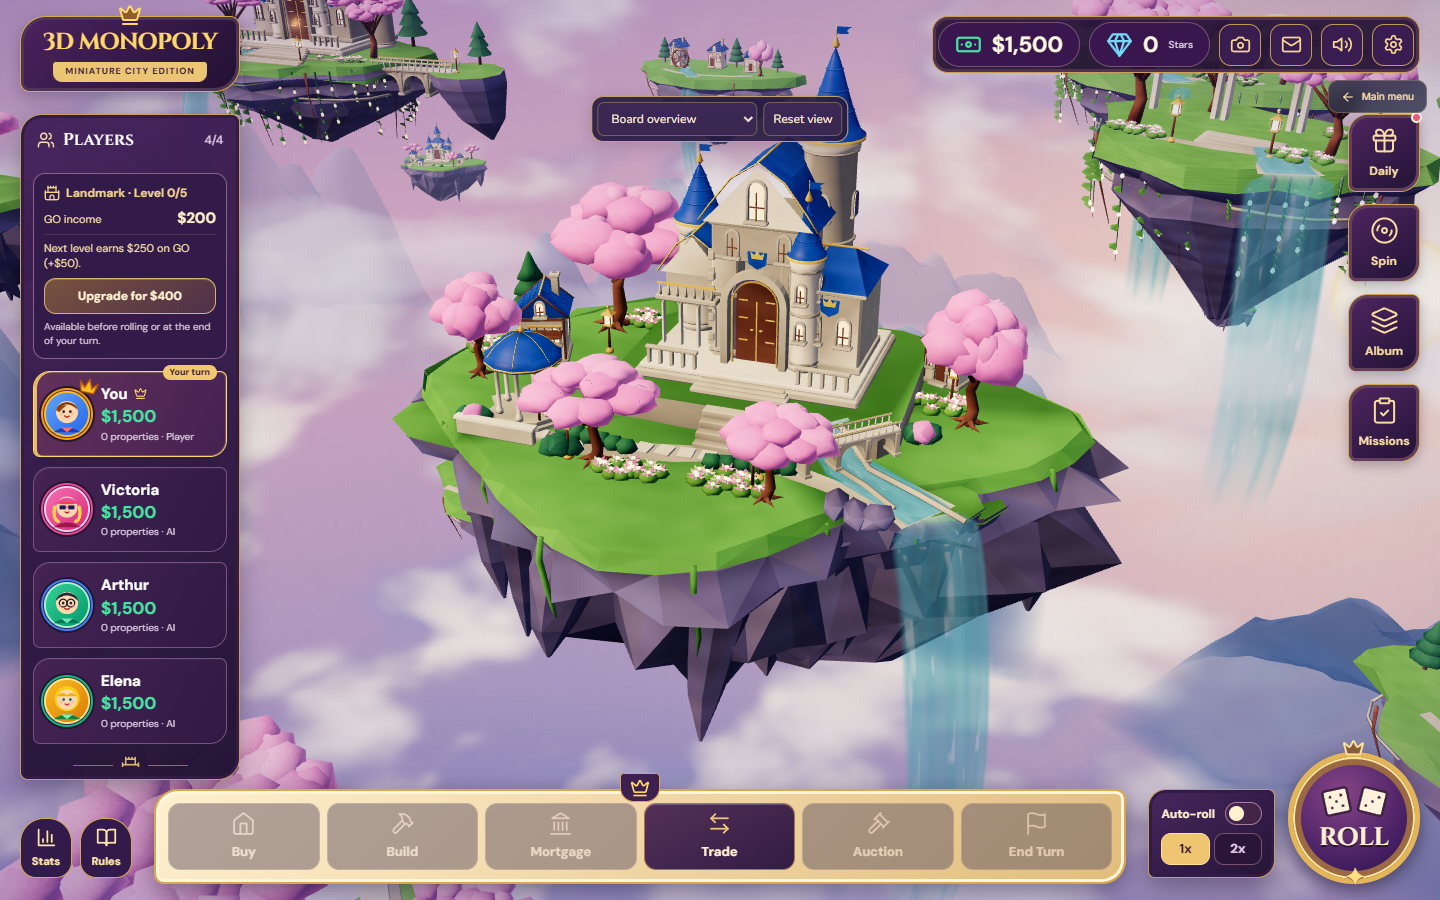 3D MONOPOLY
MINIATURE CITY EDITION
$1,500
0 Stars
Main menu
Board overview
Reset view
PLAYERS
4/4
Landmark · Level 0/5
GO income
$200
Next level earns $250 on GO
(+$50).
Upgrade for $400
Available before rolling or at the end
of your turn.
Your turn
You
$1,500
0 properties · Player
Victoria
$1,500
0 properties · AI
Arthur
$1,500
0 properties · AI
Elena
$1,500
0 properties · AI
Daily
Spin
Album
Missions
Stats
Rules
Buy
Build
Mortgage
Trade
Auction
End Turn
Auto-roll
1x
2x
ROLL